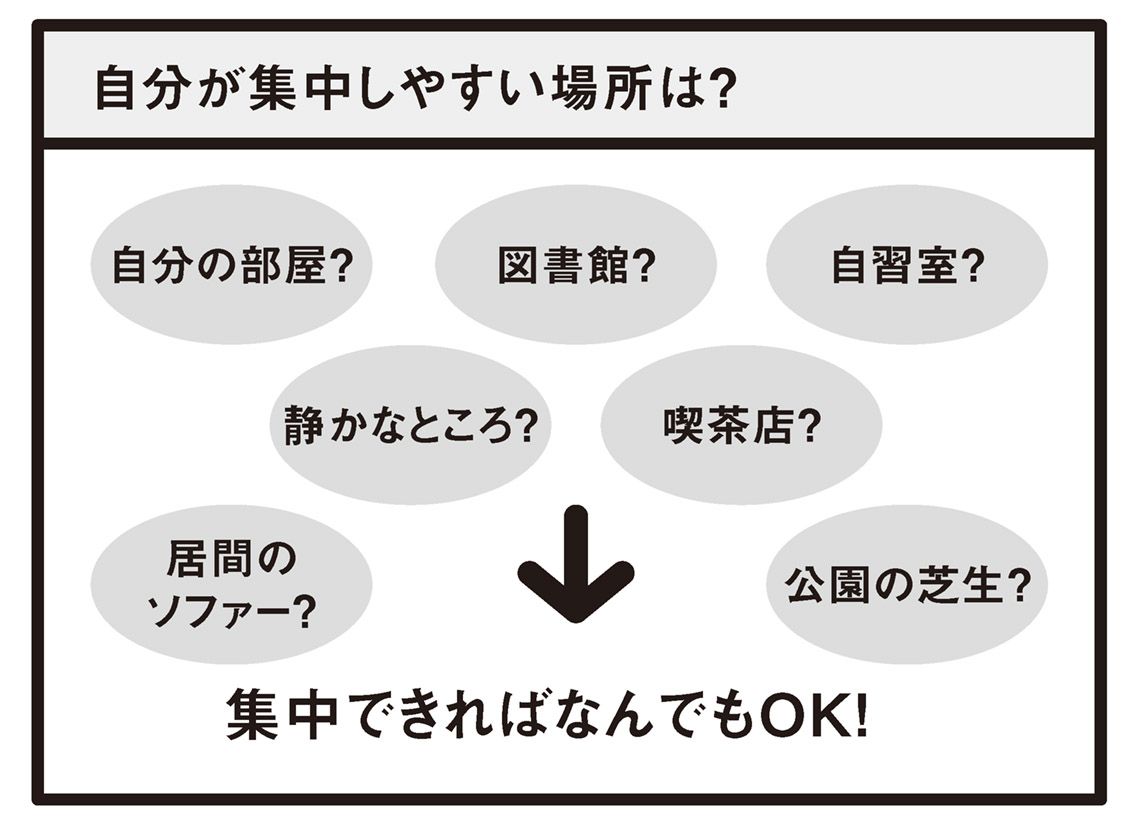 自分が集中しやすい場所は?
自分の部屋?
図書館?
自習室?
静かなところ?
喫茶店?
居間の
ソファー?
公園の芝生?
集中できればなんでもOK!